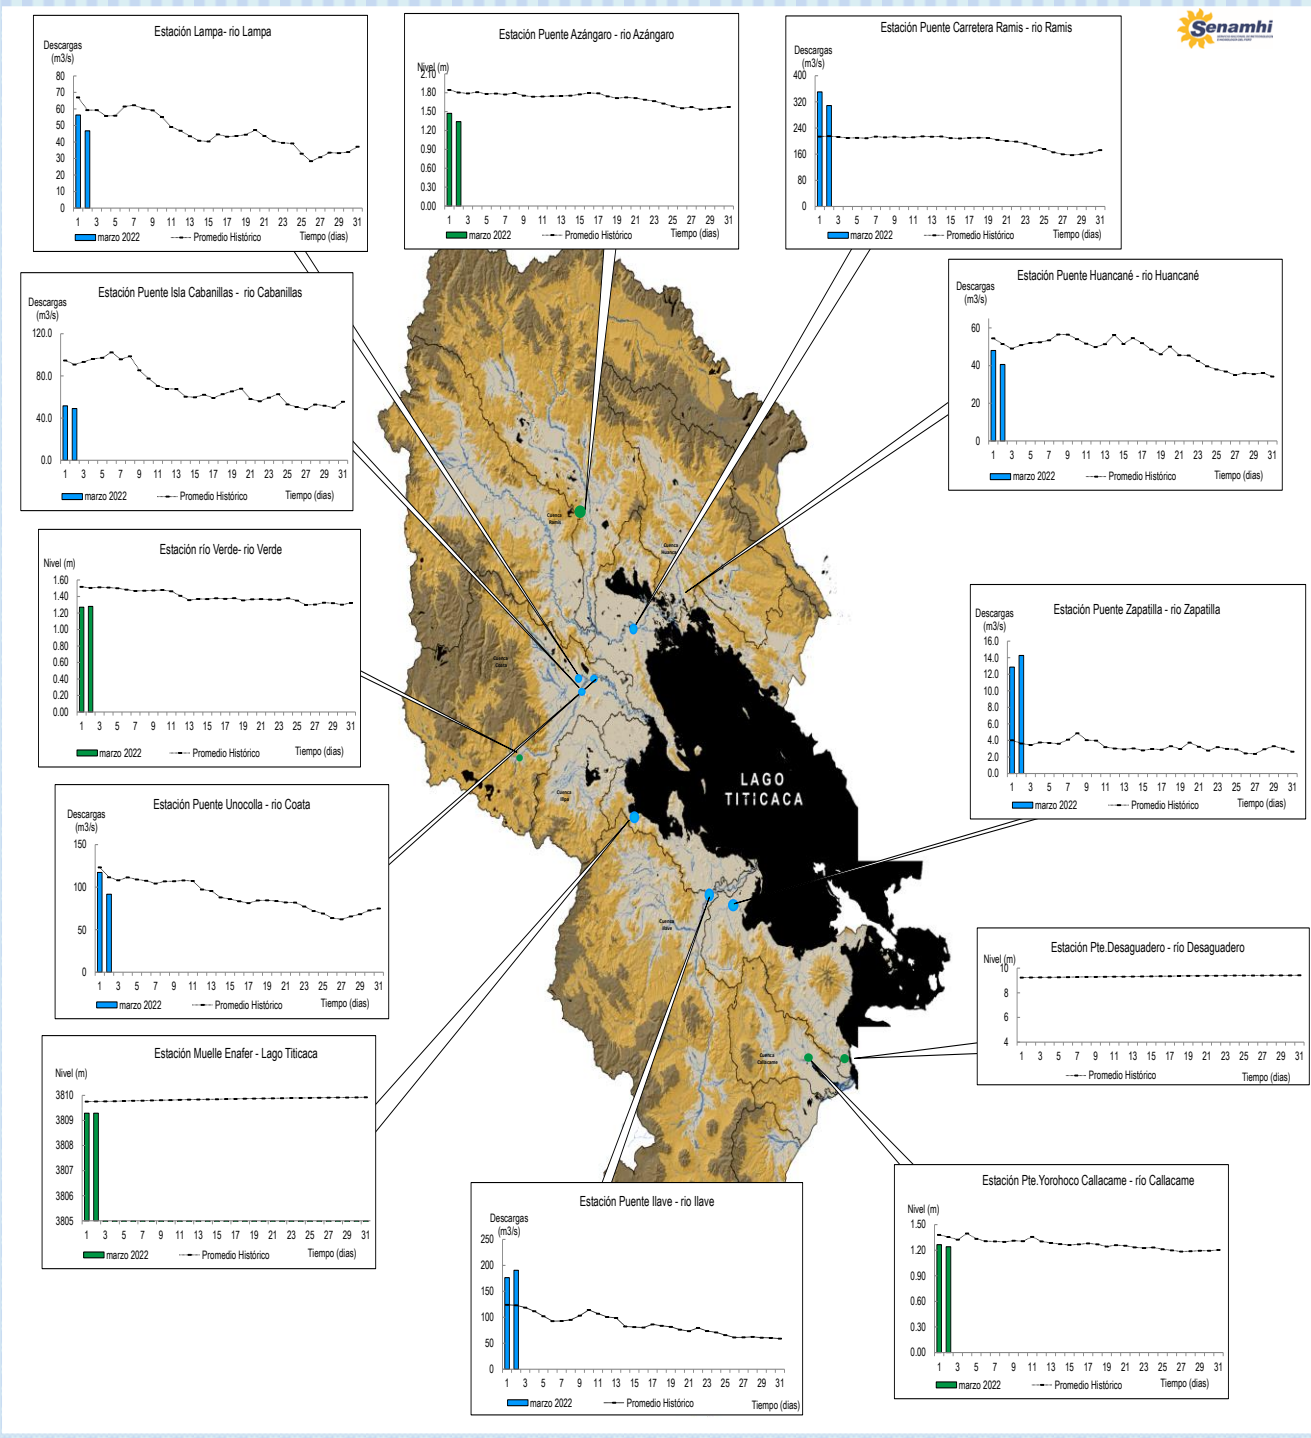 Senamhi
Estación Lampa- rio Lampa
Descargas
(m3/s)
80
70
60
50
40
30
20
10
0
1 3 5 7 9 11 13 15 17 19 21 23 25 27 29 31
marzo 2022 Promedio Histórico Tiempo (dias)
Estación Puente Azángaro - rio Azángaro
Nivel (m)
2.10
1.80
1.50
1.20
0.90
0.60
0.30
0.00
1 3 5 7 9 11 13 15 17 19 21 23 25 27 29 31
marzo 2022 Promedio Histórico Tiempo (dias)
Estación Puente Carretera Ramis - rio Ramis
Descargas
(m3/s)
400
320
240
160
80
0
1 3 5 7 9 11 13 15 17 19 21 23 25 27 29 31
marzo 2022 Promedio Histórico Tiempo (dias)
Estación Puente Isla Cabanillas - rio Cabanillas
Descargas
(m3/s)
120.0
80.0
40.0
0.0
1 3 5 7 9 11 13 15 17 19 21 23 25 27 29 31
marzo 2022 Promedio Histórico Tiempo (dias)
Estación Puente Huancané - rio Huancané
Descargas
(m3/s)
60
40
20
0
1 3 5 7 9 11 13 15 17 19 21 23 25 27 29 31
marzo 2022 Promedio Histórico Tiempo (dias)
Estación río Verde- rio Verde
Nivel (m)
1.60
1.40
1.20
1.00
0.80
0.60
0.40
0.20
0.00
1 3 5 7 9 11 13 15 17 19 21 23 25 27 29 31
marzo 2022 Promedio Histórico Tiempo (dias)
Estación Puente Zapatilla - rio Zapatilla
Descargas
(m3/s)
16.0
14.0
12.0
10.0
8.0
6.0
4.0
2.0
0.0
1 3 5 7 9 11 13 15 17 19 21 23 25 27 29 31
marzo 2022 Promedio Histórico Tiempo (dias)
Estación Puente Unocolla - rio Coata
Descargas
(m3/s)
150
100
50
0
1 3 5 7 9 11 13 15 17 19 21 23 25 27 29 31
marzo 2022 Promedio Histórico Tiempo (dias)
Estación Pte.Desaguadero - río Desaguadero
Nivel (m)
10
8
6
4
1 3 5 7 9 11 13 15 17 19 21 23 25 27 29 31
Promedio Histórico Tiempo (dias)
Estación Muelle Enafer - Lago Titicaca
Nivel (m)
3810
3809
3808
3807
3806
3805
1 3 5 7 9 11 13 15 17 19 21 23 25 27 29 31
marzo 2022 Promedio Histórico Tiempo (dias)
Estación Puente Ilave - rio Ilave
Descargas
(m3/s)
250
200
150
100
50
0
1 3 5 7 9 11 13 15 17 19 21 23 25 27 29 31
marzo 2022 Promedio Histórico Tiempo (dias)
Estación Pte.Yorohoco Callacame - río Callacame
Nivel (m)
1.50
1.20
0.90
0.60
0.30
0.00
1 3 5 7 9 11 13 15 17 19 21 23 25 27 29 31
marzo 2022 Promedio Histórico Tiempo (dias)
Cuenca
Ramis
Cuenca
Cuenca
Coata
Cuenca
LAGO
TITICACA
Cuenca
Ilave
Cuenca
Callacame